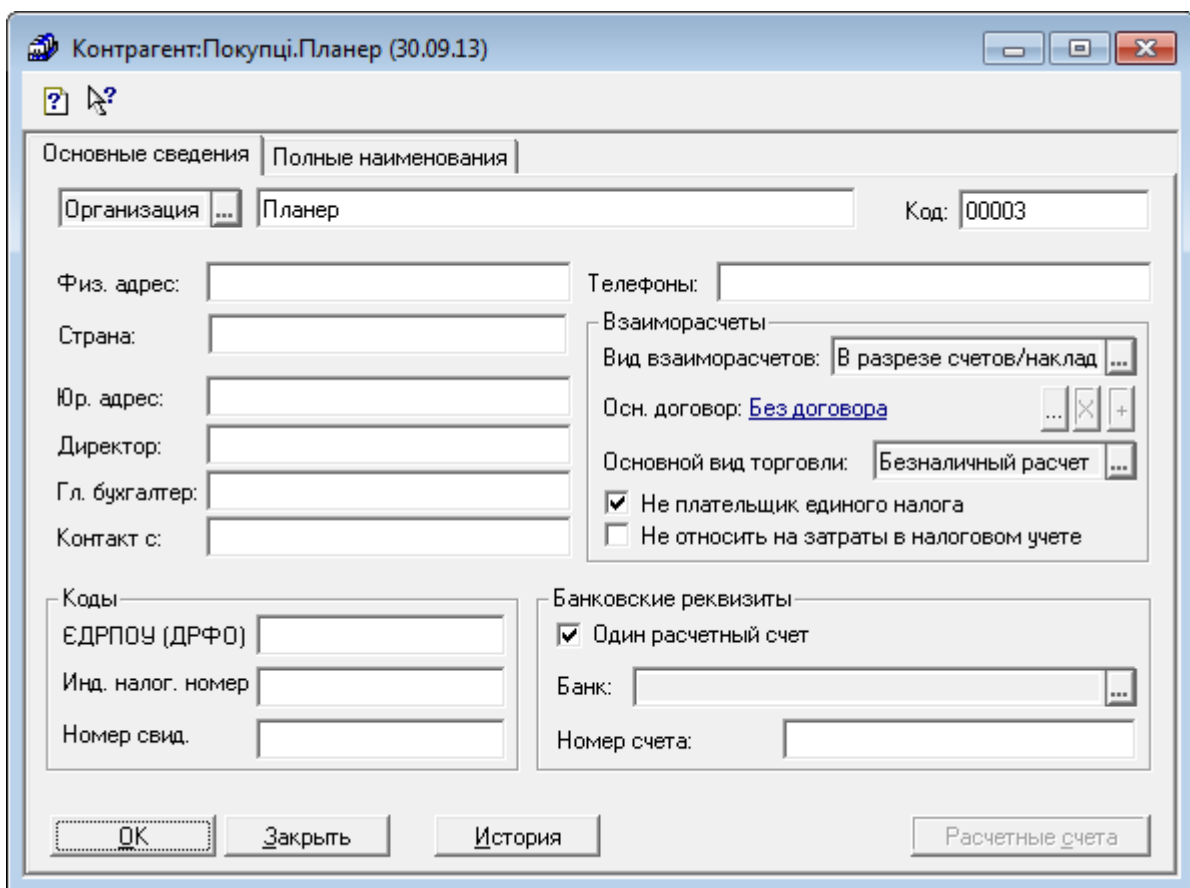 Контрагент:Покупці.Планер (30.09.13)
Основные сведения Полные наименования
Организация ... Планер Код: 00003
Физ. адрес: Телефоны:
Страна: Взаиморасчеты
Вид взаиморасчетов: В разрезе счетов/наклад ...
Юр. адрес: Осн. договор: Без договора ... X +
Директор: Основной вид торговли: Безналичный расчет ...
Гл. бухгалтер: Не плательщик единого налога
Контакт с: Не относить на затраты в налоговом учете
Коды Банковские реквизиты
ЄДРПОУ (ДРФО) Один расчетный счет
Инд. налог. номер Банк: ...
Номер свид. Номер счета:
OK Закрыть История Расчетные счета